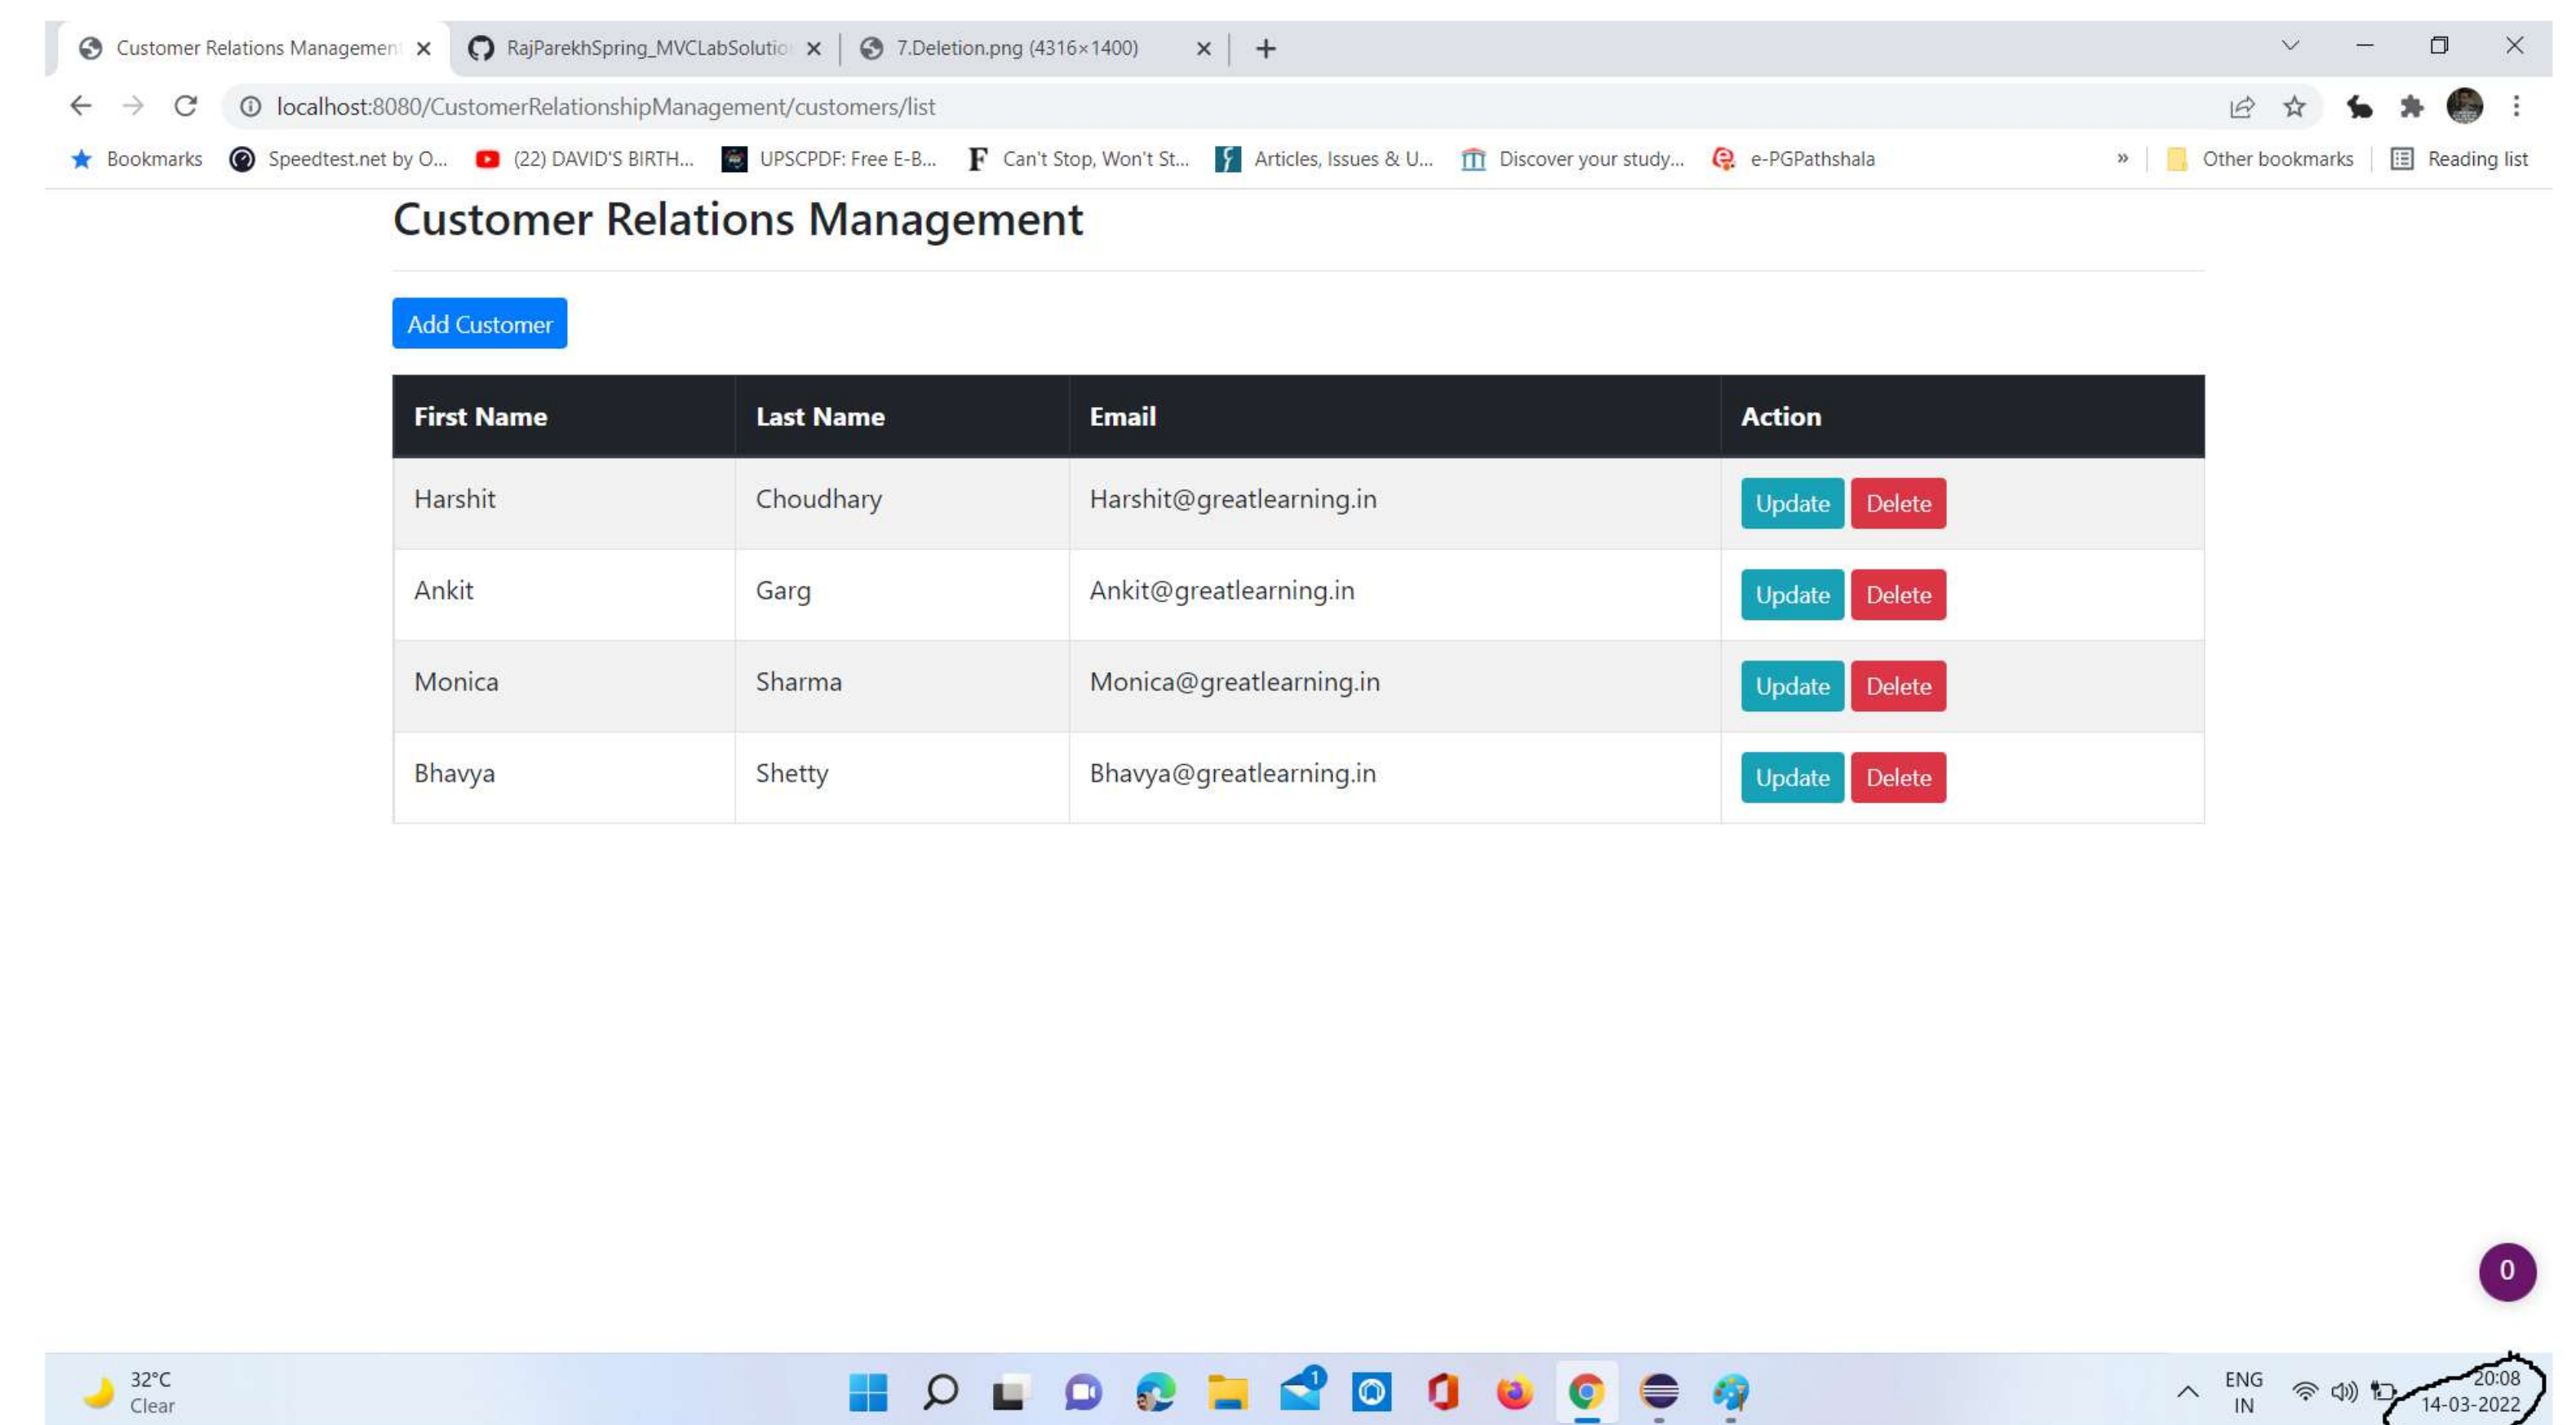 Customer Relations Managemen
RajParekhSpring_MVCLabSolutio
7.Deletion.png (4316×1400)
localhost:8080/CustomerRelationshipManagement/customers/list
Bookmarks Speedtest.net by O... (22) DAVID'S BIRTH... UPSCPDF: Free E-B... F Can't Stop, Won't St... Articles, Issues & U... Discover your study... e-PGPathshala » Other bookmarks Reading list
Customer Relations Management
Add Customer
First Name Last Name Email Action
Harshit Choudhary Harshit@greatlearning.in Update Delete
Ankit Garg Ankit@greatlearning.in Update Delete
Monica Sharma Monica@greatlearning.in Update Delete
Bhavya Shetty Bhavya@greatlearning.in Update Delete
0
32°C
Clear
1
ENG
IN
20:08
14-03-2022